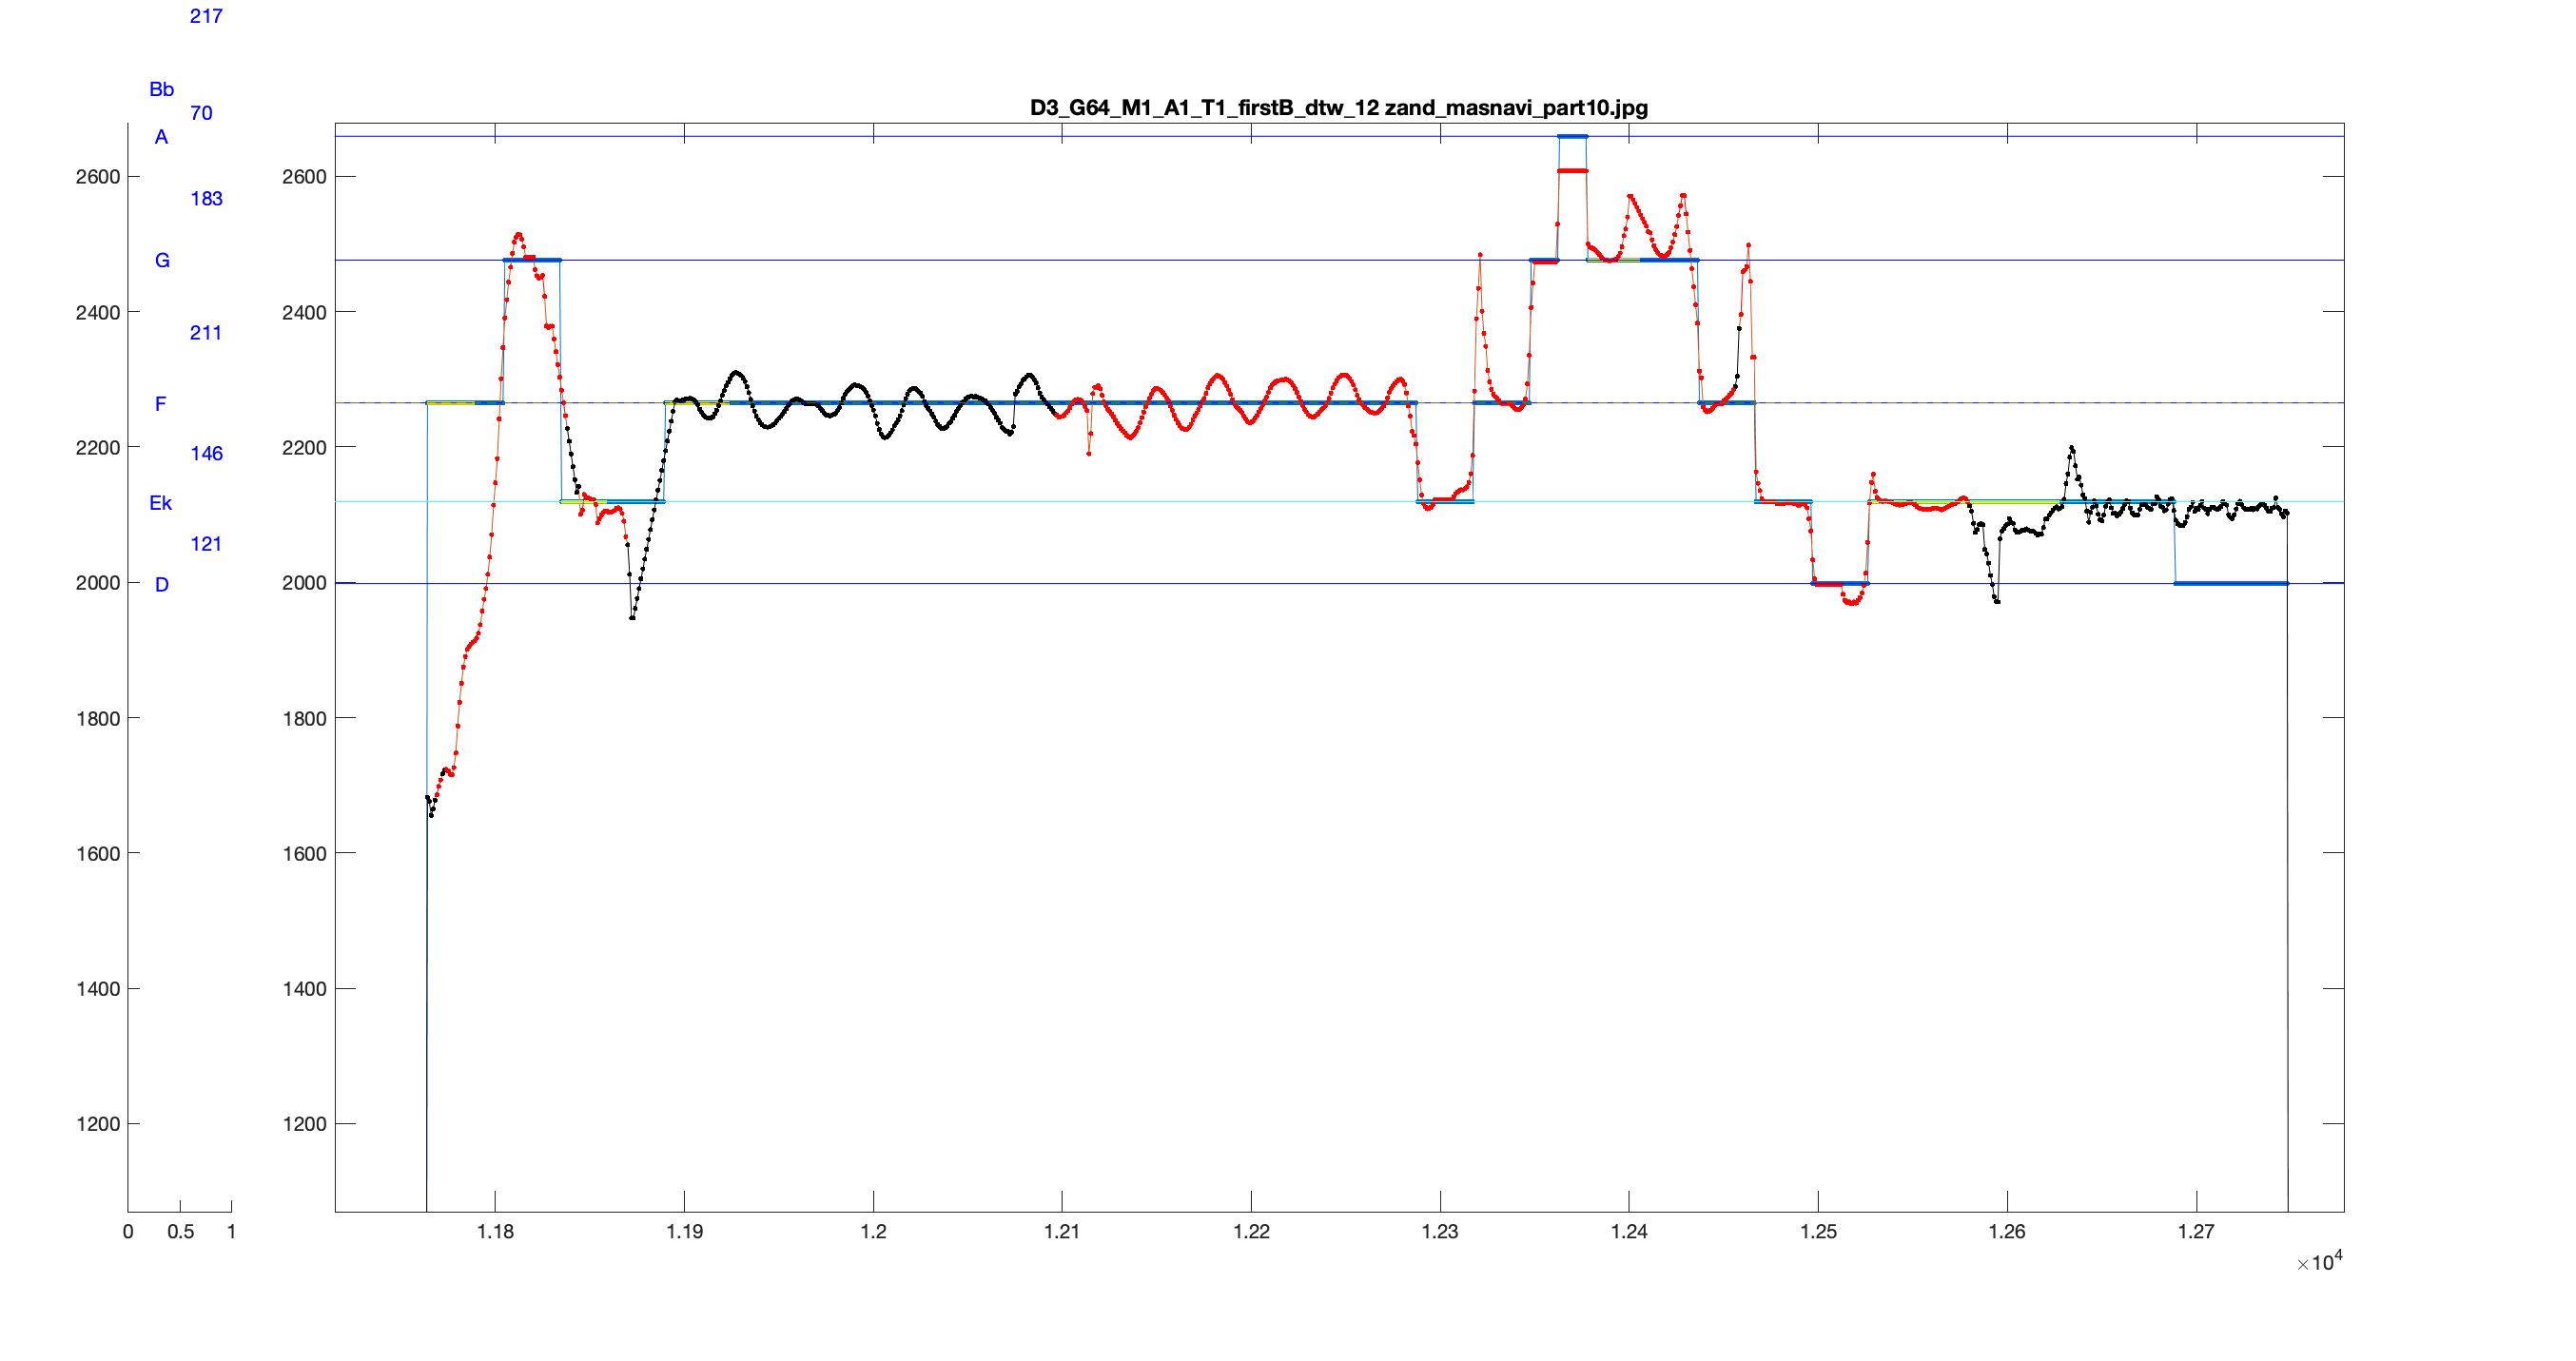 217
Bb
70
D3_G64_M1_A1_T1_firstB_dtw_12 zand_masnavi_part10.jpg
A
2600 2600
183
G
2400 2400
211
F
2200 2200
146
Ek
121
2000 D 2000
1800 1800
1600 1600
1400 1400
1200 1200
0 0.5 1 1.18 1.19 1.2 1.21 1.22 1.23 1.24 1.25 1.26 1.27
×10^4